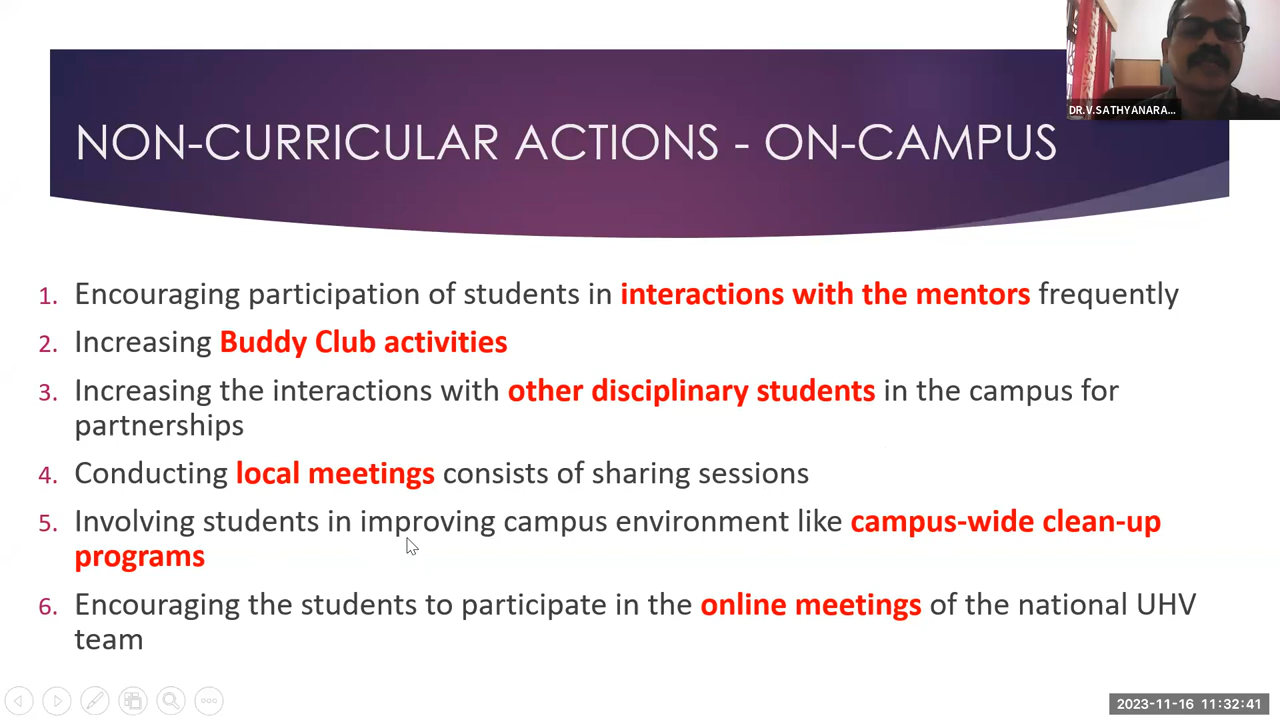 DR.V.SATHYANARA...
NON-CURRICULAR ACTIONS - ON-CAMPUS
1. Encouraging participation of students in interactions with the mentors frequently
2. Increasing Buddy Club activities
3. Increasing the interactions with other disciplinary students in the campus for
partnerships
4. Conducting local meetings consists of sharing sessions
5. Involving students in improving campus environment like campus-wide clean-up
programs
6. Encouraging the students to participate in the online meetings of the national UHV
team
2023-11-16 11:32:41